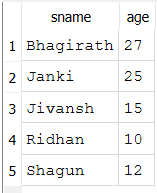 sname age
1 Bhagirath 27
2 Janki 25
3 Jivansh 15
4 Ridhan 10
5 Shagun 12